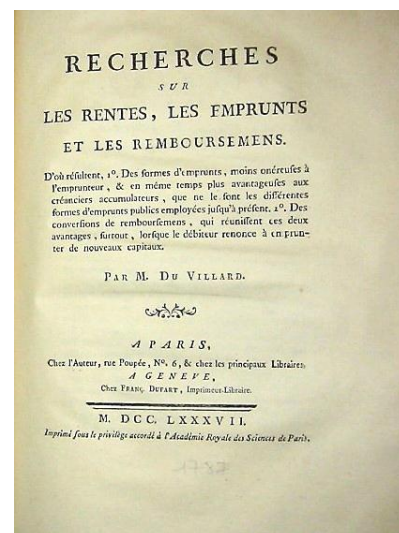 RECHERCHES
SUR
LES RENTES, LES EMPRUNTS
ET LES REMBOURSEMENS.
D'où résultent, 1°. Des formes d'emprunts, moins onéreuses à
l'emprunteur, & en même temps plus avantageuses aux
créanciers accumulateurs, que ne le sont les différentes
formes d'emprunts publics employées jusqu'à présent. 2°. Des
conversions de remboursemens, qui réunissent ces deux
avantages, surtout, lorsque le débiteur renonce à emprun-
ter de nouveaux capitaux.
PAR M. DU VILLARD.
A PARIS,
Chez l'Auteur, rue Poupée, N°. 6, & chez les principaux Libraires,
A GENEVE,
Chez FRANÇ. DUFART, Imprimeur-Libraire.
M. DCC. LXXXVII.
Imprimé sous le privilége accordé à l'Académie Royale des Sciences de Paris.